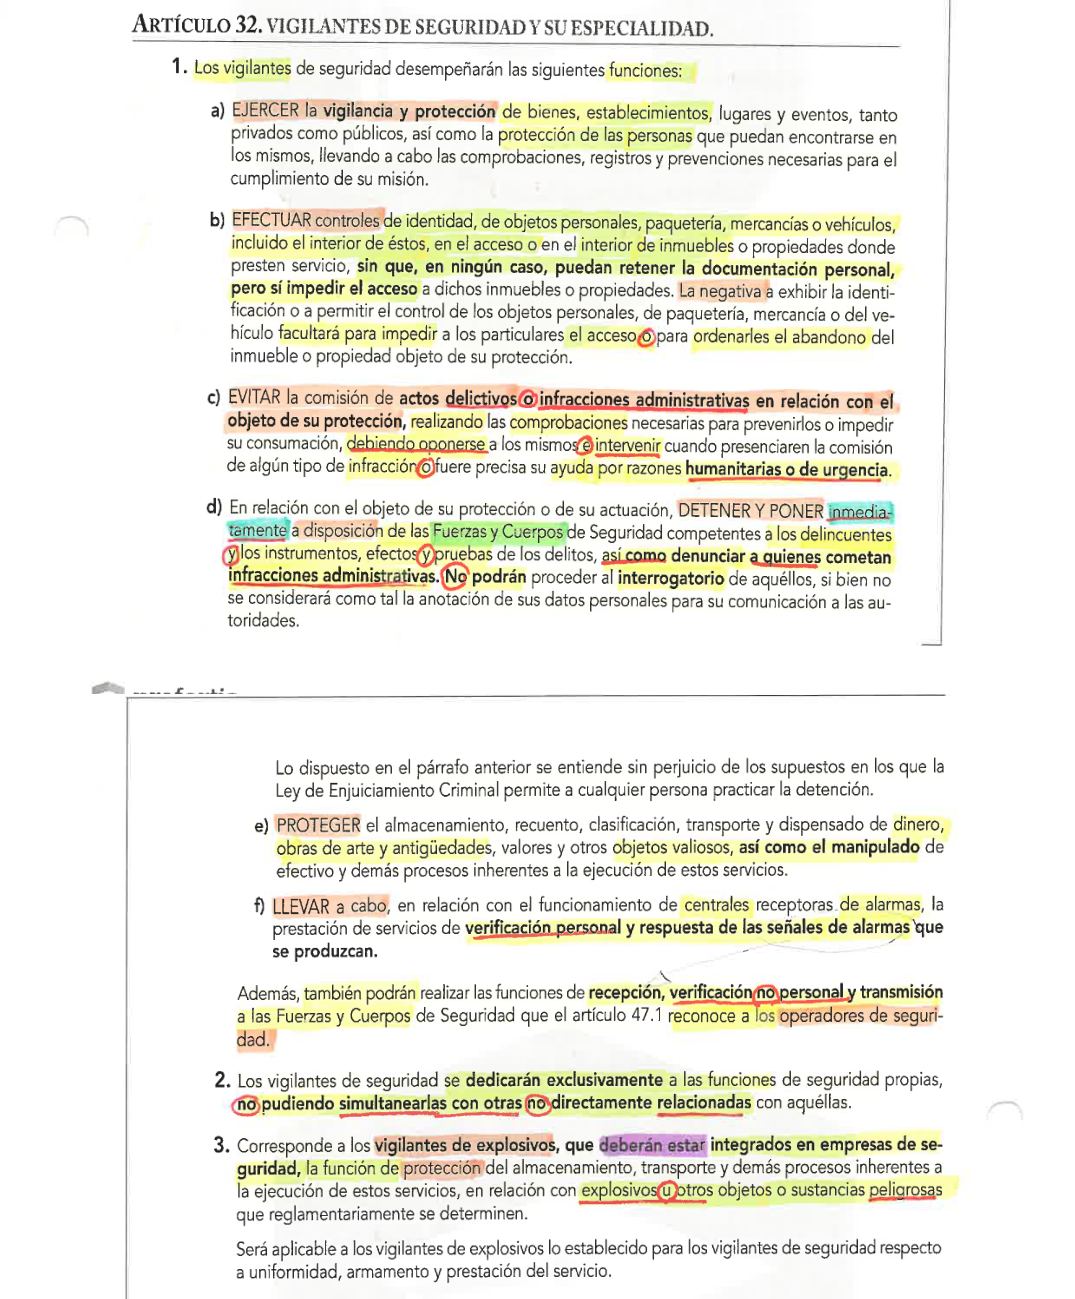 ARTÍCULO 32. VIGILANTES DE SEGURIDAD Y SU ESPECIALIDAD.
1. Los vigilantes de seguridad desempeñarán las siguientes funciones:
a) EJERCER la vigilancia y protección de bienes, establecimientos, lugares y eventos, tanto
privados como públicos, así como la protección de las personas que puedan encontrarse en
los mismos, llevando a cabo las comprobaciones, registros y prevenciones necesarias para el
cumplimiento de su misión.
b) EFECTUAR controles de identidad, de objetos personales, paquetería, mercancías o vehículos,
incluido el interior de éstos, en el acceso o en el interior de inmuebles o propiedades donde
presten servicio, sin que, en ningún caso, puedan retener la documentación personal,
pero sí impedir el acceso a dichos inmuebles o propiedades. La negativa a exhibir la identi-
ficación o a permitir el control de los objetos personales, de paquetería, mercancía o del ve-
hículo facultará para impedir a los particulares el acceso o para ordenarles el abandono del
inmueble o propiedad objeto de su protección.
c) EVITAR la comisión de actos delictivos o infracciones administrativas en relación con el
objeto de su protección, realizando las comprobaciones necesarias para prevenirlos o impedir
su consumación, debiendo oponerse a los mismos e intervenir cuando presenciaren la comisión
de algún tipo de infracción o fuere precisa su ayuda por razones humanitarias o de urgencia.
d) En relación con el objeto de su protección o de su actuación, DETENER Y PONER inmedia-
tamente a disposición de las Fuerzas y Cuerpos de Seguridad competentes a los delincuentes
y los instrumentos, efectos y pruebas de los delitos, así como denunciar a quienes cometan
infracciones administrativas. No podrán proceder al interrogatorio de aquéllos, si bien no
se considerará como tal la anotación de sus datos personales para su comunicación a las au-
toridades.
Lo dispuesto en el párrafo anterior se entiende sin perjuicio de los supuestos en los que la
Ley de Enjuiciamiento Criminal permite a cualquier persona practicar la detención.
e) PROTEGER el almacenamiento, recuento, clasificación, transporte y dispensado de dinero,
obras de arte y antigüedades, valores y otros objetos valiosos, así como el manipulado de
efectivo y demás procesos inherentes a la ejecución de estos servicios.
f) LLEVAR a cabo, en relación con el funcionamiento de centrales receptoras de alarmas, la
prestación de servicios de verificación personal y respuesta de las señales de alarmas que
se produzcan.
Además, también podrán realizar las funciones de recepción, verificación no personal y transmisión
a las Fuerzas y Cuerpos de Seguridad que el artículo 47.1 reconoce a los operadores de seguri-
dad.
2. Los vigilantes de seguridad se dedicarán exclusivamente a las funciones de seguridad propias,
no pudiendo simultanearlas con otras no directamente relacionadas con aquéllas.
3. Corresponde a los vigilantes de explosivos, que deberán estar integrados en empresas de se-
guridad, la función de protección del almacenamiento, transporte y demás procesos inherentes a
la ejecución de estos servicios, en relación con explosivos u otros objetos o sustancias peligrosas
que reglamentariamente se determinen.
Será aplicable a los vigilantes de explosivos lo establecido para los vigilantes de seguridad respecto
a uniformidad, armamento y prestación del servicio.